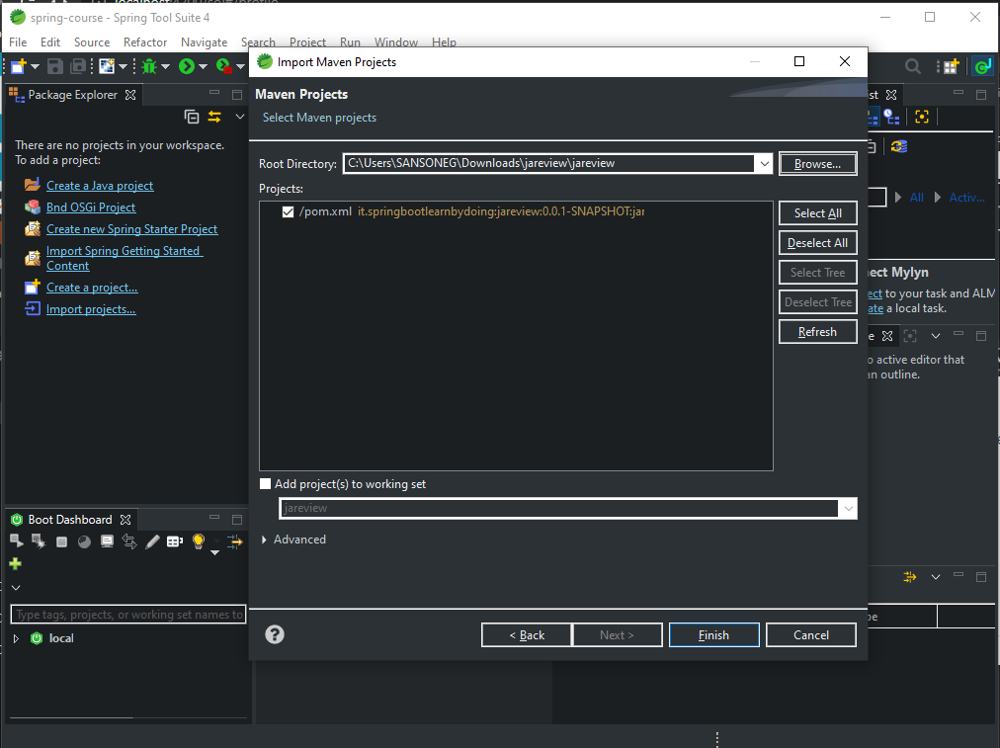 spring-course - Spring Tool Suite 4
File Edit Source Refactor Navigate Search Project Run Window Help
Import Maven Projects
Package Explorer
There are no projects in your workspace.
To add a project:
Create a Java project
Bnd OSGi Project
Create new Spring Starter Project
Import Spring Getting Started
Content
Create a project...
Import projects...
Maven Projects
Select Maven projects
Root Directory: C:\Users\SANSONEG\Downloads\jareview\jareview Browse...
Projects:
/pom.xml it.springbootlearnbydoing:jareview:0.0.1-SNAPSHOT:jar
Select All
Deselect All
Select Tree
Deselect Tree
Refresh
Add project(s) to working set
jareview
Advanced
< Back Next > Finish Cancel
ist
All Activ...
ect Mylyn
ect to your task and ALM
ate a local task.
e
o active editor that
n outline.
pe
Boot Dashboard
Type tags, projects, or working set names to
local